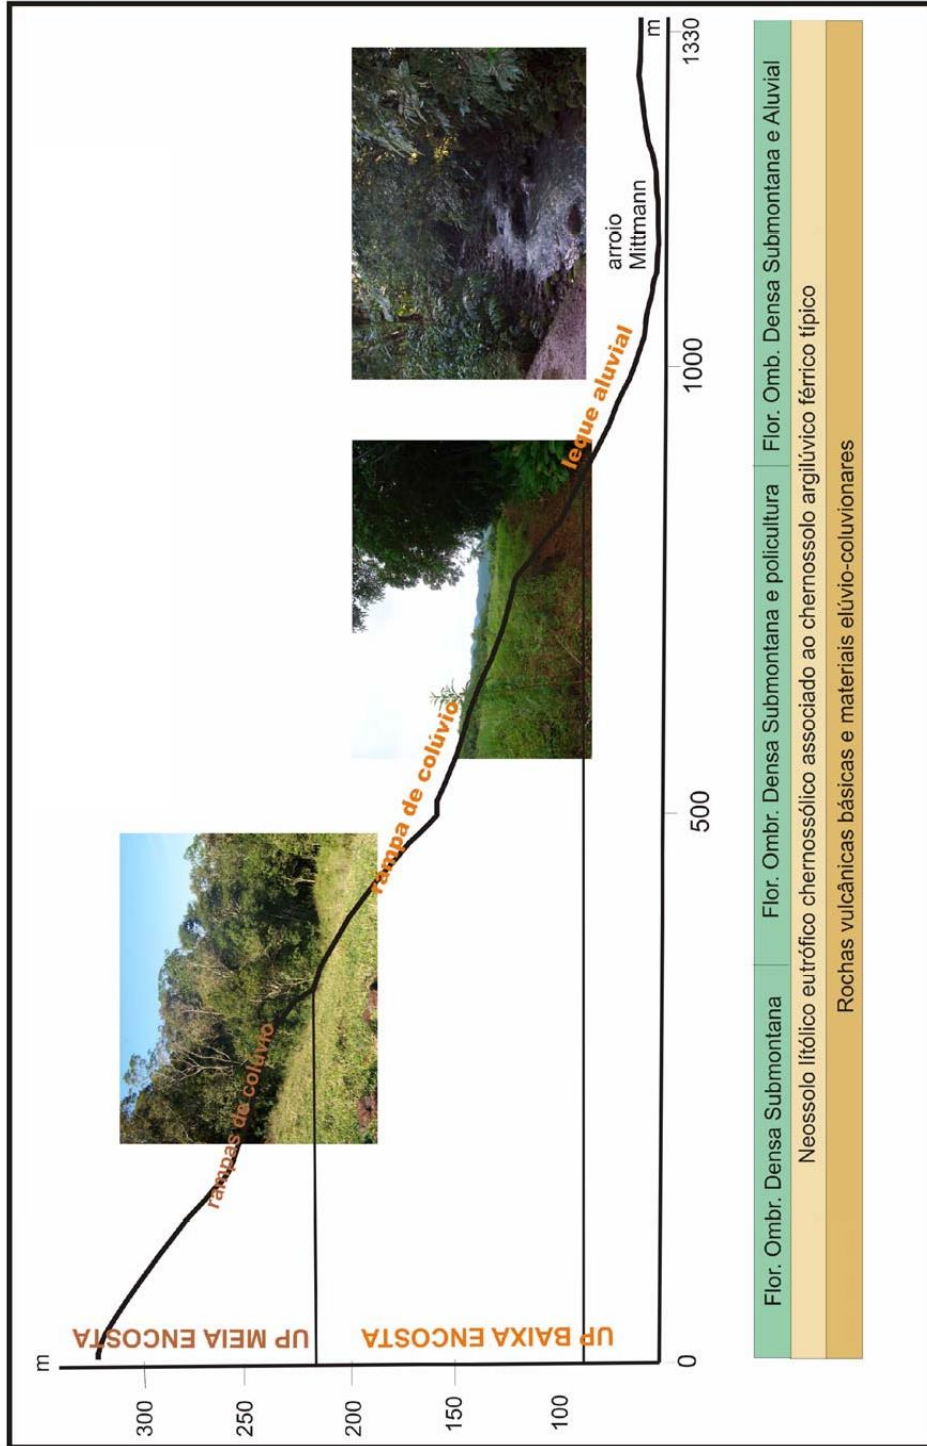 m
300
250
200
150
100
UP MEIA ENCOSTA
UP BAIXA ENCOSTA
rampas de colúvio
rampa de colúvio
leque aluvial
arroio
Mittmann
0
500
1000
1330
m
Flor. Ombr. Densa Submontana
Flor. Ombr. Densa Submontana e policultura
Flor. Omb. Densa Submontana e Aluvial
Neossolo lítólico eutrófico chernossólico associado ao chernossolo argilúvico férrico típico
Rochas vulcânicas básicas e materiais elúvio-coluvionares